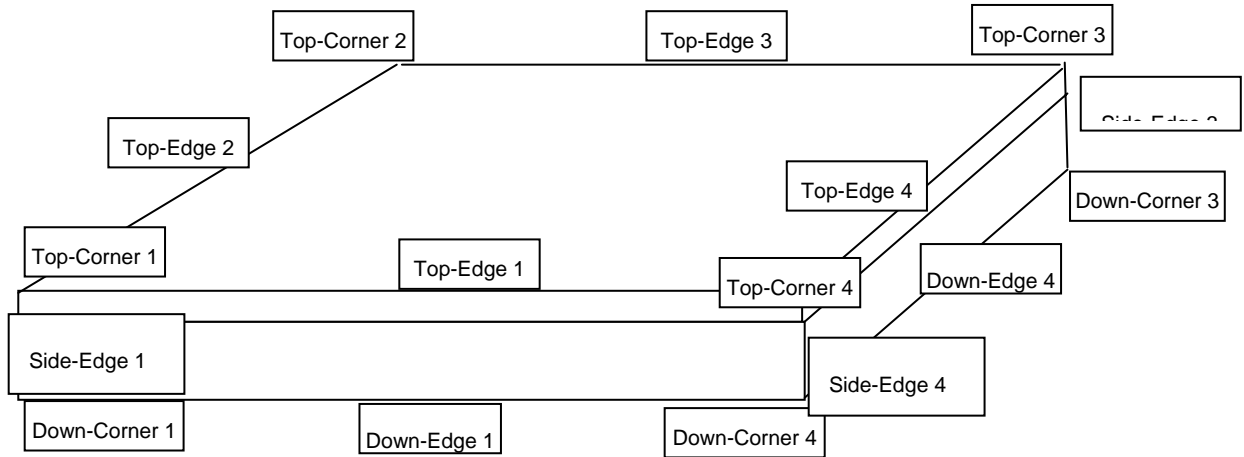 Top-Corner 2
Top-Edge 3
Top-Corner 3
Top-Edge 2
Top-Edge 4
Down-Corner 3
Top-Corner 1
Top-Edge 1
Top-Corner 4
Down-Edge 4
Side-Edge 1
Side-Edge 4
Down-Corner 1
Down-Edge 1
Down-Corner 4